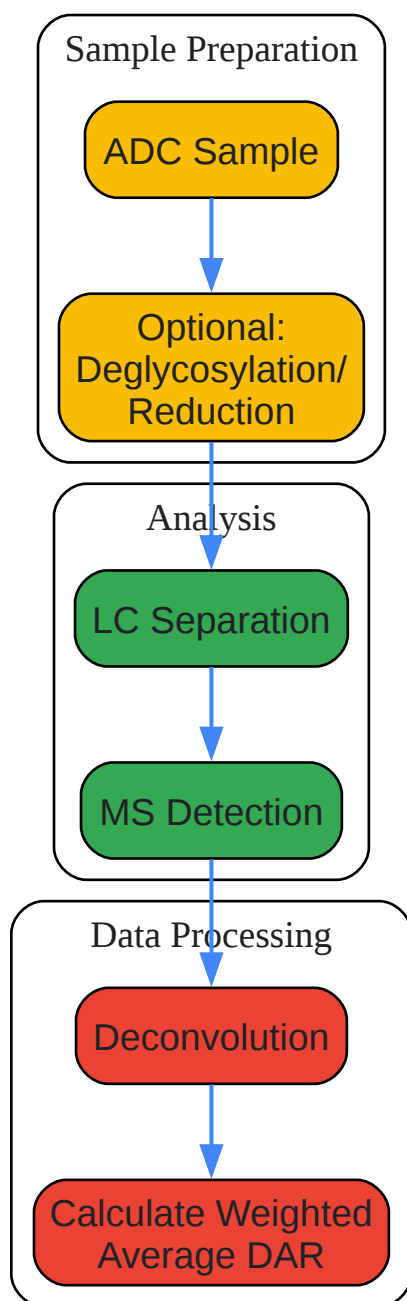 Sample Preparation
ADC Sample
Optional:
Deglycosylation/
Reduction
Analysis
LC Separation
MS Detection
Data Processing
Deconvolution
Calculate Weighted
Average DAR